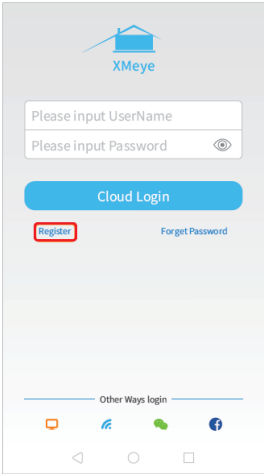 XMeye
Please input UserName
Please input Password
Cloud Login
Register Forget Password
Other Ways login